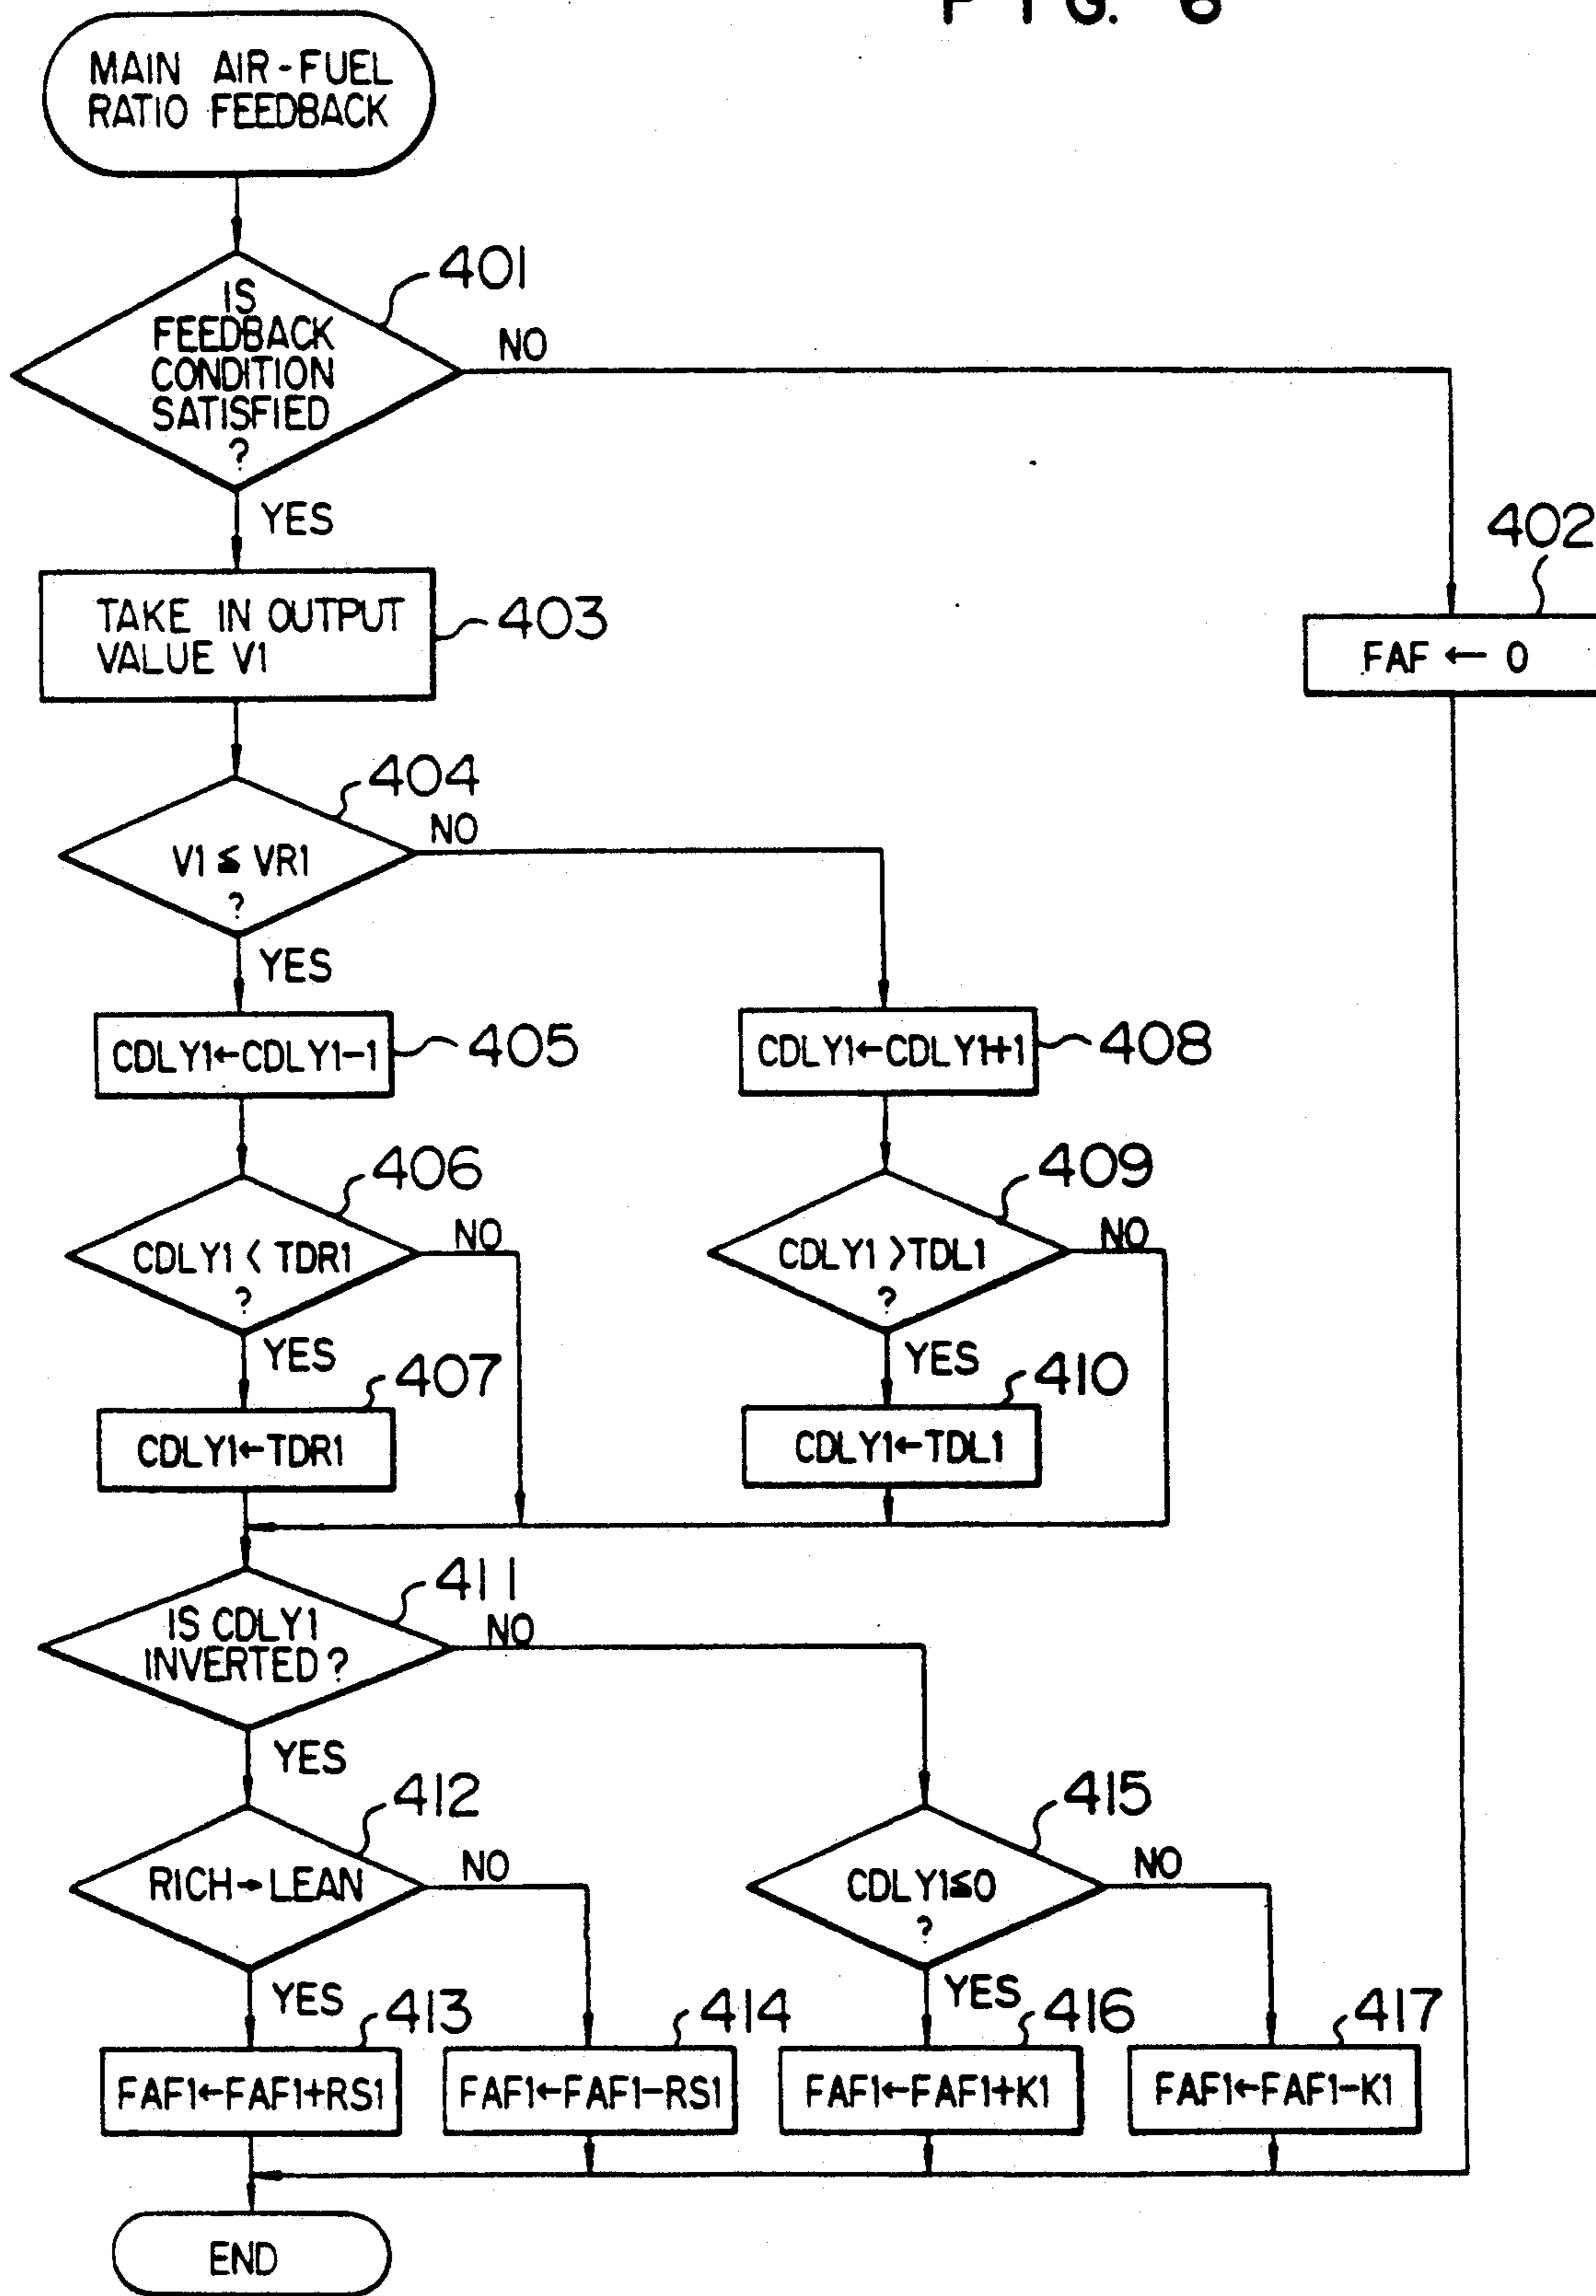 FIG. 6
MAIN AIR-FUEL
RATIO FEEDBACK
401
IS
FEEDBACK
CONDITION
SATISFIED
?
NO
YES
402
FAF ← 0
TAKE IN OUTPUT
VALUE V1
403
404
V1 ≦ VR1
?
NO
YES
CDLY1←CDLY1-1
405
CDLY1←CDLY1+1
408
406
CDLY1 < TDR1
?
NO
YES
409
CDLY1 >TDL1
?
NO
YES
407
CDLY1←TDR1
410
CDLY1←TDL1
411
IS CDLY1
INVERTED ?
NO
YES
412
RICH→LEAN
NO
YES
415
CDLY1≦0
?
NO
YES
413
FAF1←FAF1+RS1
414
FAF1←FAF1-RS1
416
FAF1←FAF1+K1
417
FAF1←FAF1-K1
END